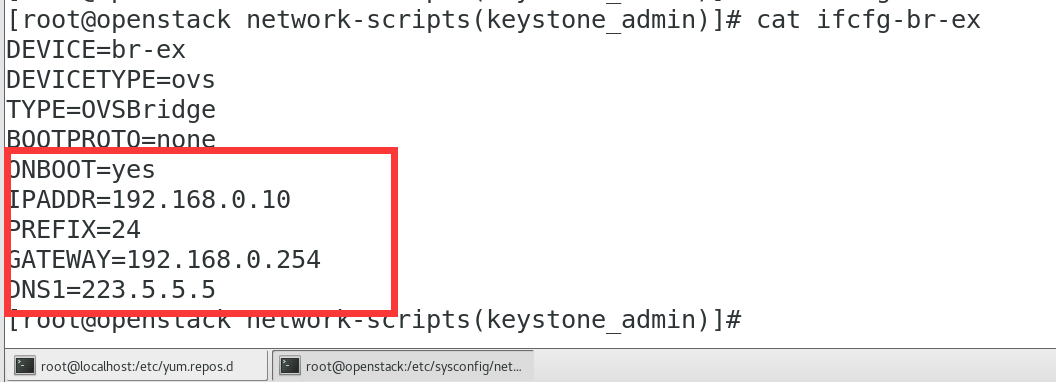 [root@openstack network-scripts(keystone_admin)]# cat ifcfg-br-ex
DEVICE=br-ex
DEVICETYPE=ovs
TYPE=OVSBridge
BOOTPROTO=none
ONBOOT=yes
IPADDR=192.168.0.10
PREFIX=24
GATEWAY=192.168.0.254
DNS1=223.5.5.5
[root@openstack network-scripts(keystone_admin)]#
root@localhost:/etc/yum.repos.d
root@openstack:/etc/sysconfig/net...